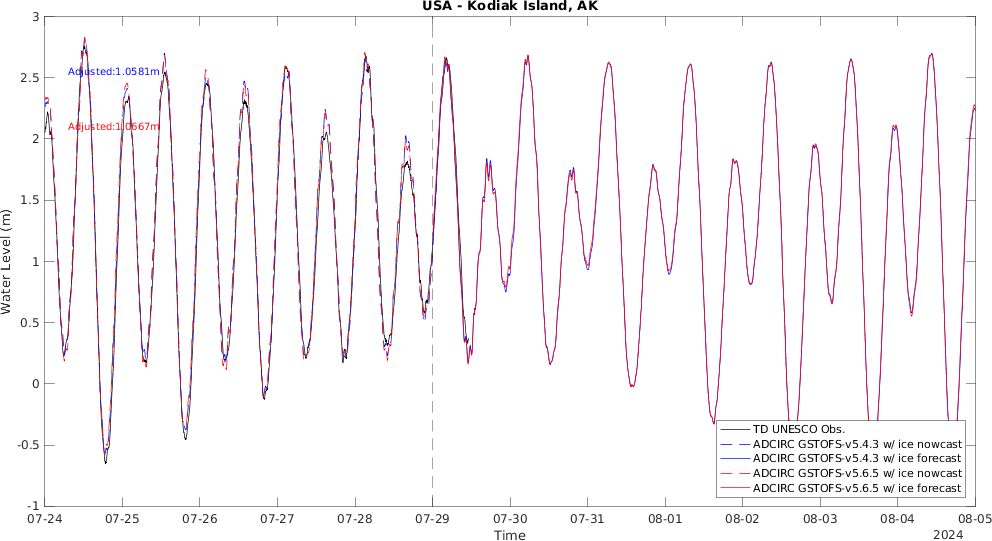 USA - Kodiak Island, AK
Water Level (m)
3
2.5
2
1.5
1
0.5
0
-0.5
-1
Adjusted:1.0581m
Adjusted:1.0667m
TD UNESCO Obs.
ADCIRC GSTOFS-v5.4.3 w/ ice nowcast
ADCIRC GSTOFS-v5.4.3 w/ ice forecast
ADCIRC GSTOFS-v5.6.5 w/ ice nowcast
ADCIRC GSTOFS-v5.6.5 w/ ice forecast
07-24 07-25 07-26 07-27 07-28 07-29 07-30 07-31 08-01 08-02 08-03 08-04 08-05
Time
2024